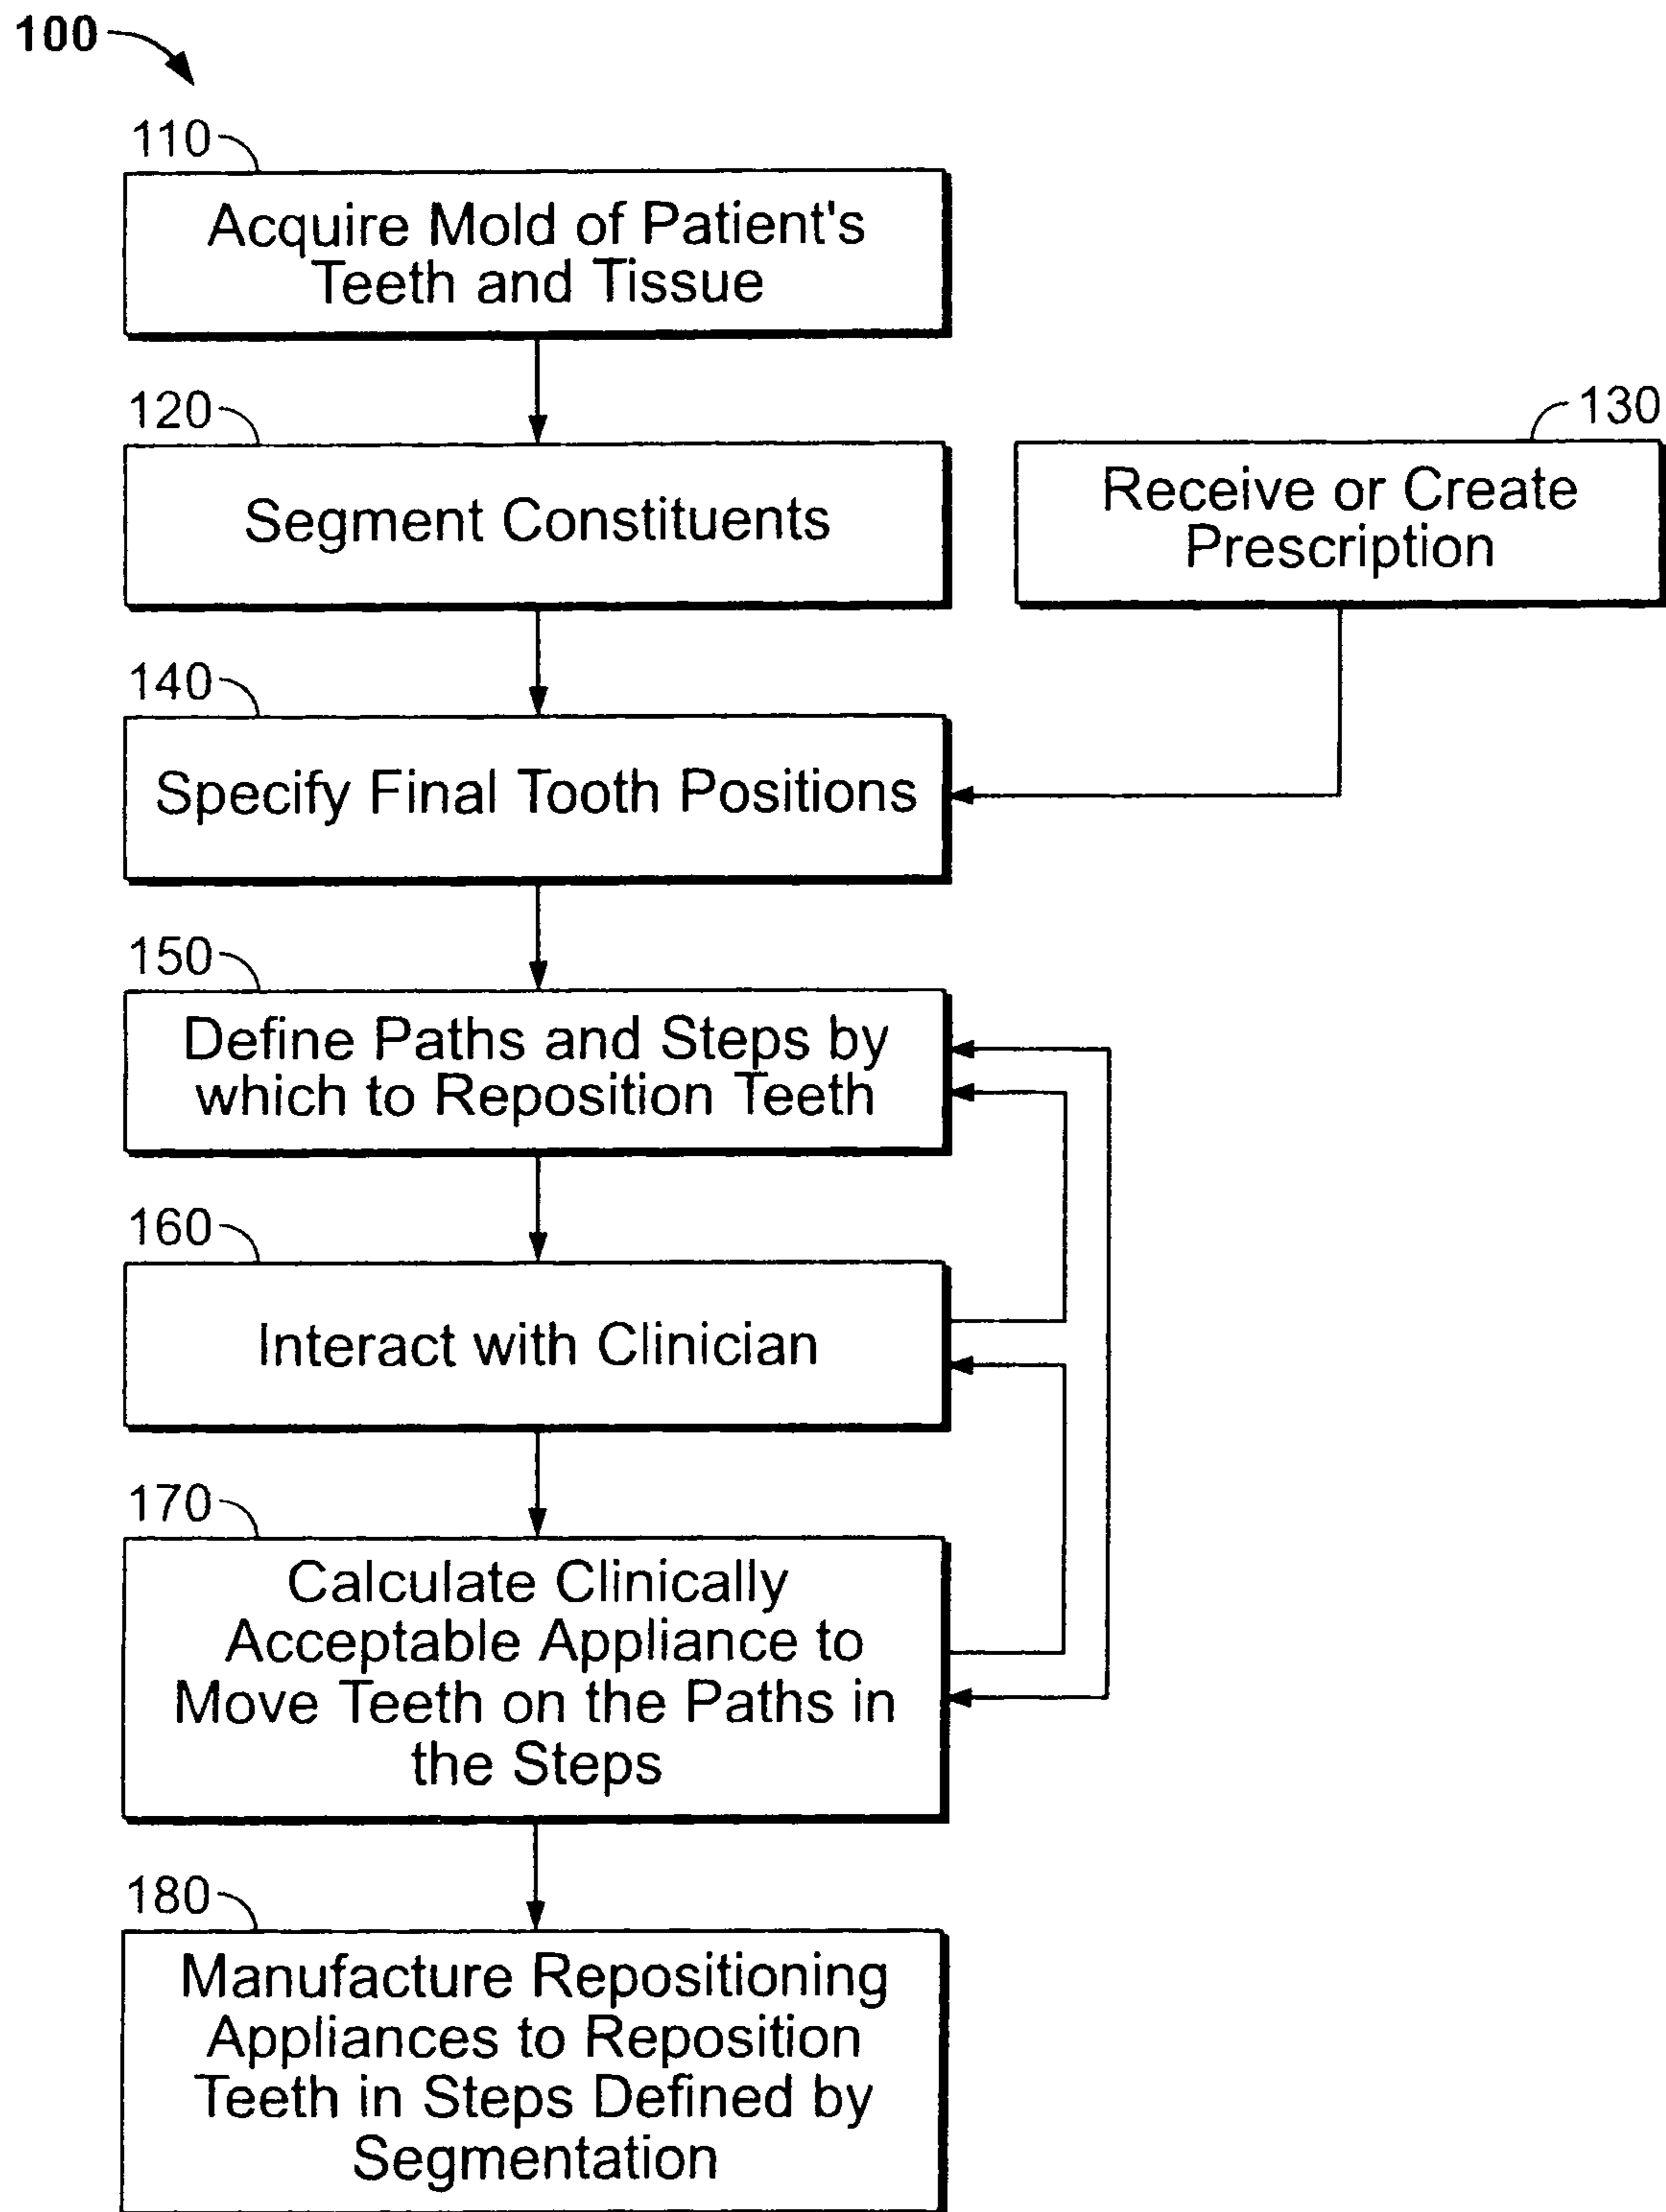 100
110
Acquire Mold of Patient's
Teeth and Tissue
120
Segment Constituents
130
Receive or Create
Prescription
140
Specify Final Tooth Positions
150
Define Paths and Steps by
which to Reposition Teeth
160
Interact with Clinician
170
Calculate Clinically
Acceptable Appliance to
Move Teeth on the Paths in
the Steps
180
Manufacture Repositioning
Appliances to Reposition
Teeth in Steps Defined by
Segmentation